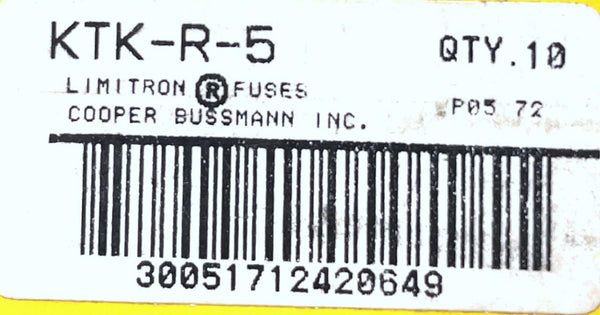 KTK-R-5 QTY.10
LIMITRON ® FUSES
COOPER BUSSMANN INC. P05 72
30051712420649